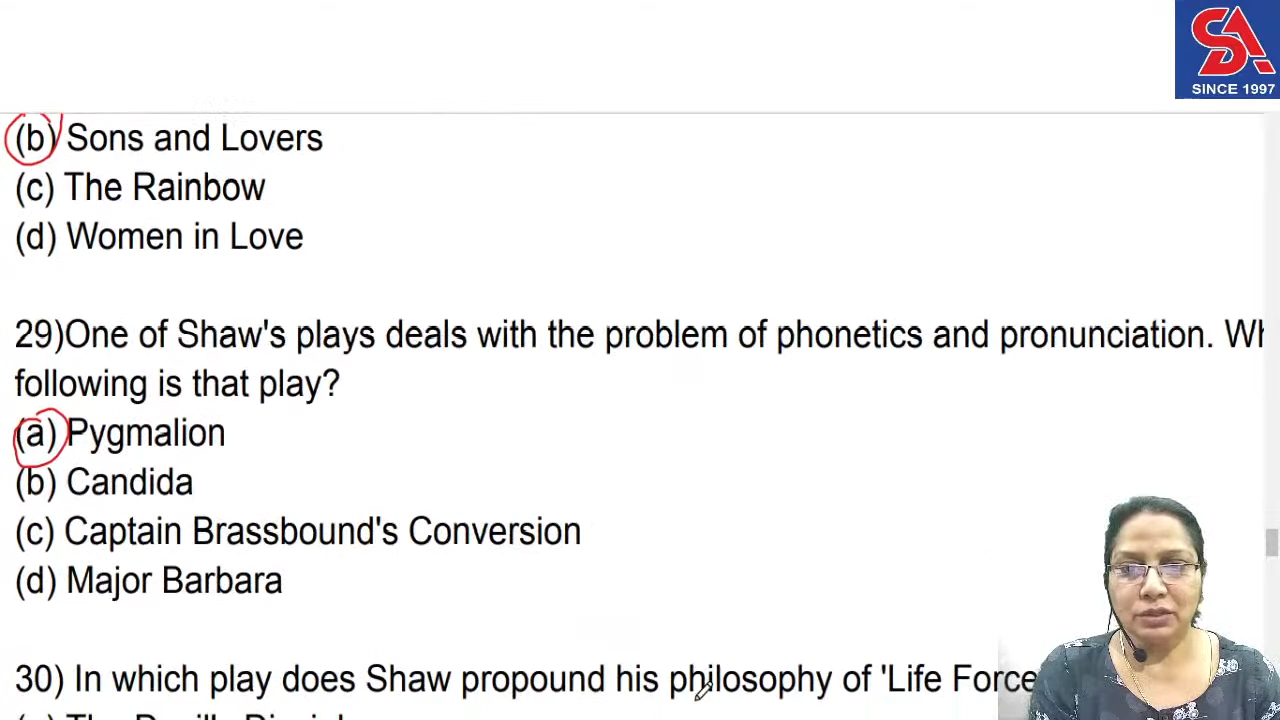 SDA
SINCE 1997
(b) Sons and Lovers
(c) The Rainbow
(d) Women in Love
29)One of Shaw's plays deals with the problem of phonetics and pronunciation.
following is that play?
(a) Pygmalion
(b) Candida
(c) Captain Brassbound's Conversion
(d) Major Barbara
30) In which play does Shaw propound his philosophy of 'Life Force